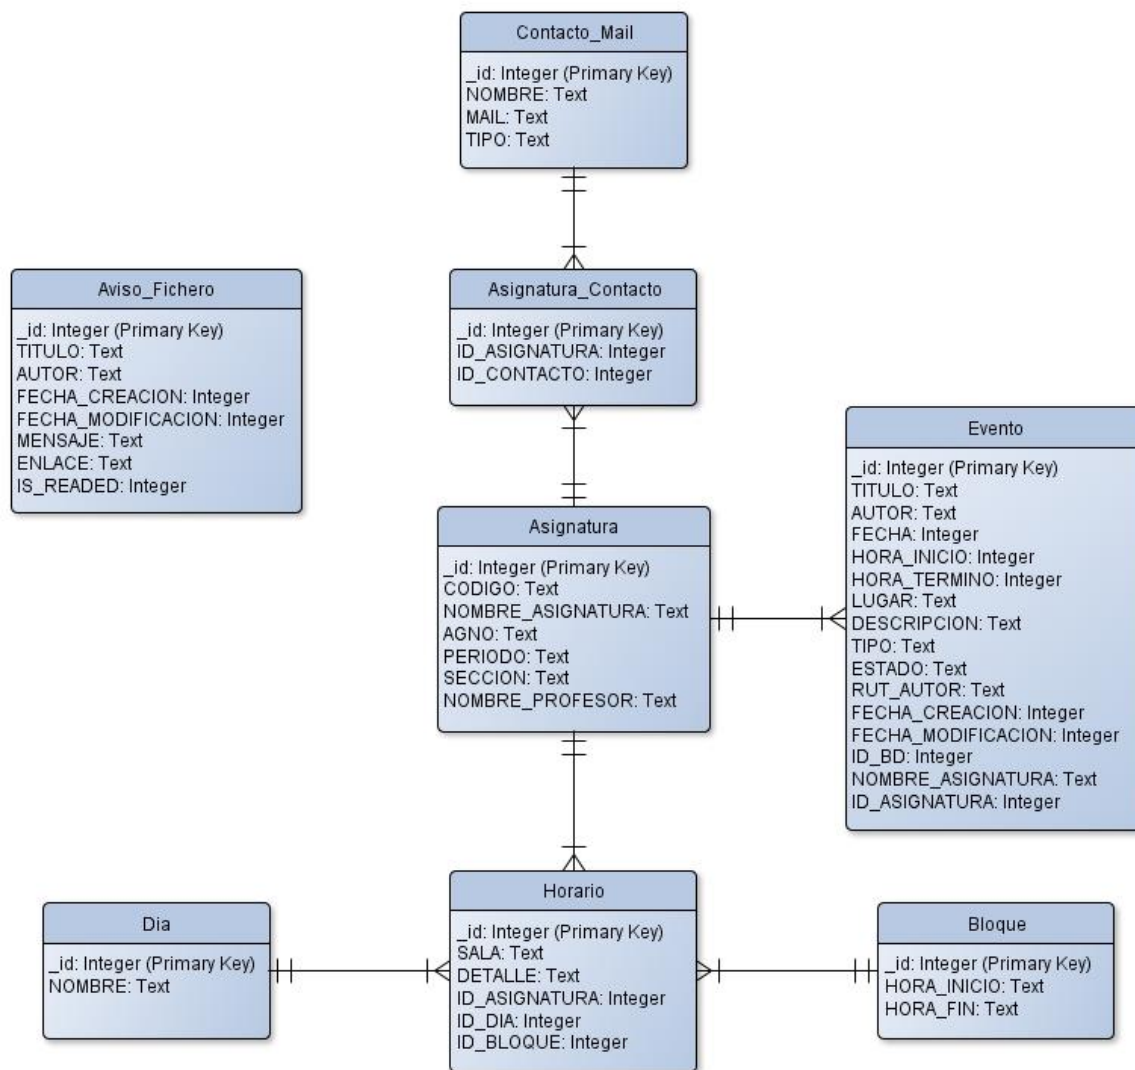 Contacto_Mail
_id: Integer (Primary Key)
NOMBRE: Text
MAIL: Text
TIPO: Text
Aviso_Fichero
_id: Integer (Primary Key)
TITULO: Text
AUTOR: Text
FECHA_CREACION: Integer
FECHA_MODIFICACION: Integer
MENSAJE: Text
ENLACE: Text
IS_READED: Integer
Asignatura_Contacto
_id: Integer (Primary Key)
ID_ASIGNATURA: Integer
ID_CONTACTO: Integer
Evento
_id: Integer (Primary Key)
TITULO: Text
AUTOR: Text
FECHA: Integer
HORA_INICIO: Integer
HORA_TERMINO: Integer
LUGAR: Text
DESCRIPCION: Text
TIPO: Text
ESTADO: Text
RUT_AUTOR: Text
FECHA_CREACION: Integer
FECHA_MODIFICACION: Integer
ID_BD: Integer
NOMBRE_ASIGNATURA: Text
ID_ASIGNATURA: Integer
Asignatura
_id: Integer (Primary Key)
CODIGO: Text
NOMBRE_ASIGNATURA: Text
AGNO: Text
PERIODO: Text
SECCION: Text
NOMBRE_PROFESOR: Text
Dia
_id: Integer (Primary Key)
NOMBRE: Text
Horario
_id: Integer (Primary Key)
SALA: Text
DETALLE: Text
ID_ASIGNATURA: Integer
ID_DIA: Integer
ID_BLOQUE: Integer
Bloque
_id: Integer (Primary Key)
HORA_INICIO: Text
HORA_FIN: Text